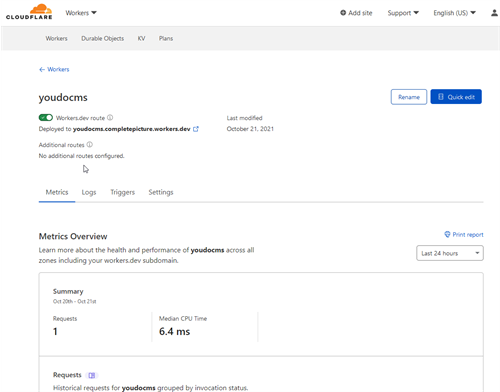 CLOUDFLARE
Workers
Add site
Support
English (US)
Workers
Durable Objects
KV
Plans
← Workers
youdocms
Rename
Quick edit
Workers.dev route
Last modified
Deployed to youdocms.completepicture.workers.dev
October 21, 2021
Additional routes
No additional routes configured.
Metrics
Logs
Triggers
Settings
Metrics Overview
Print report
Learn more about the health and performance of youdocms across all
zones including your workers.dev subdomain.
Last 24 hours
Summary
Oct 20th - Oct 21st
Requests
Median CPU Time
1
6.4 ms
Requests
Historical requests for youdocms grouped by invocation status.